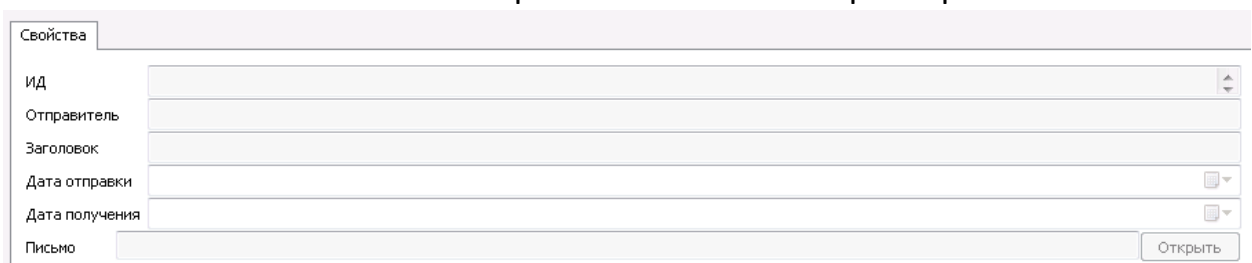 Свойства
ИД
Отправитель
Заголовок
Дата отправки
Дата получения
Письмо Открыть